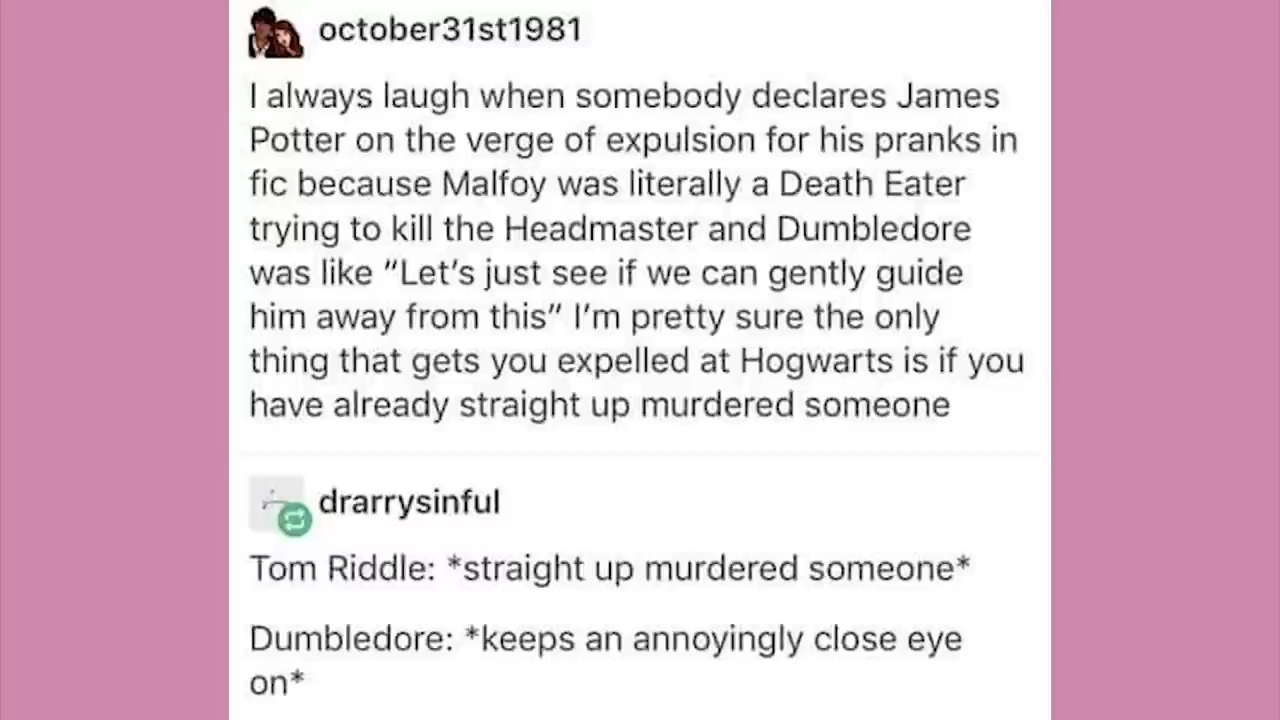 october31st1981
I always laugh when somebody declares James
Potter on the verge of expulsion for his pranks in
fic because Malfoy was literally a Death Eater
trying to kill the Headmaster and Dumbledore
was like “Let’s just see if we can gently guide
him away from this” I’m pretty sure the only
thing that gets you expelled at Hogwarts is if you
have already straight up murdered someone
drarrysinful
Tom Riddle: *straight up murdered someone*
Dumbledore: *keeps an annoyingly close eye
on*